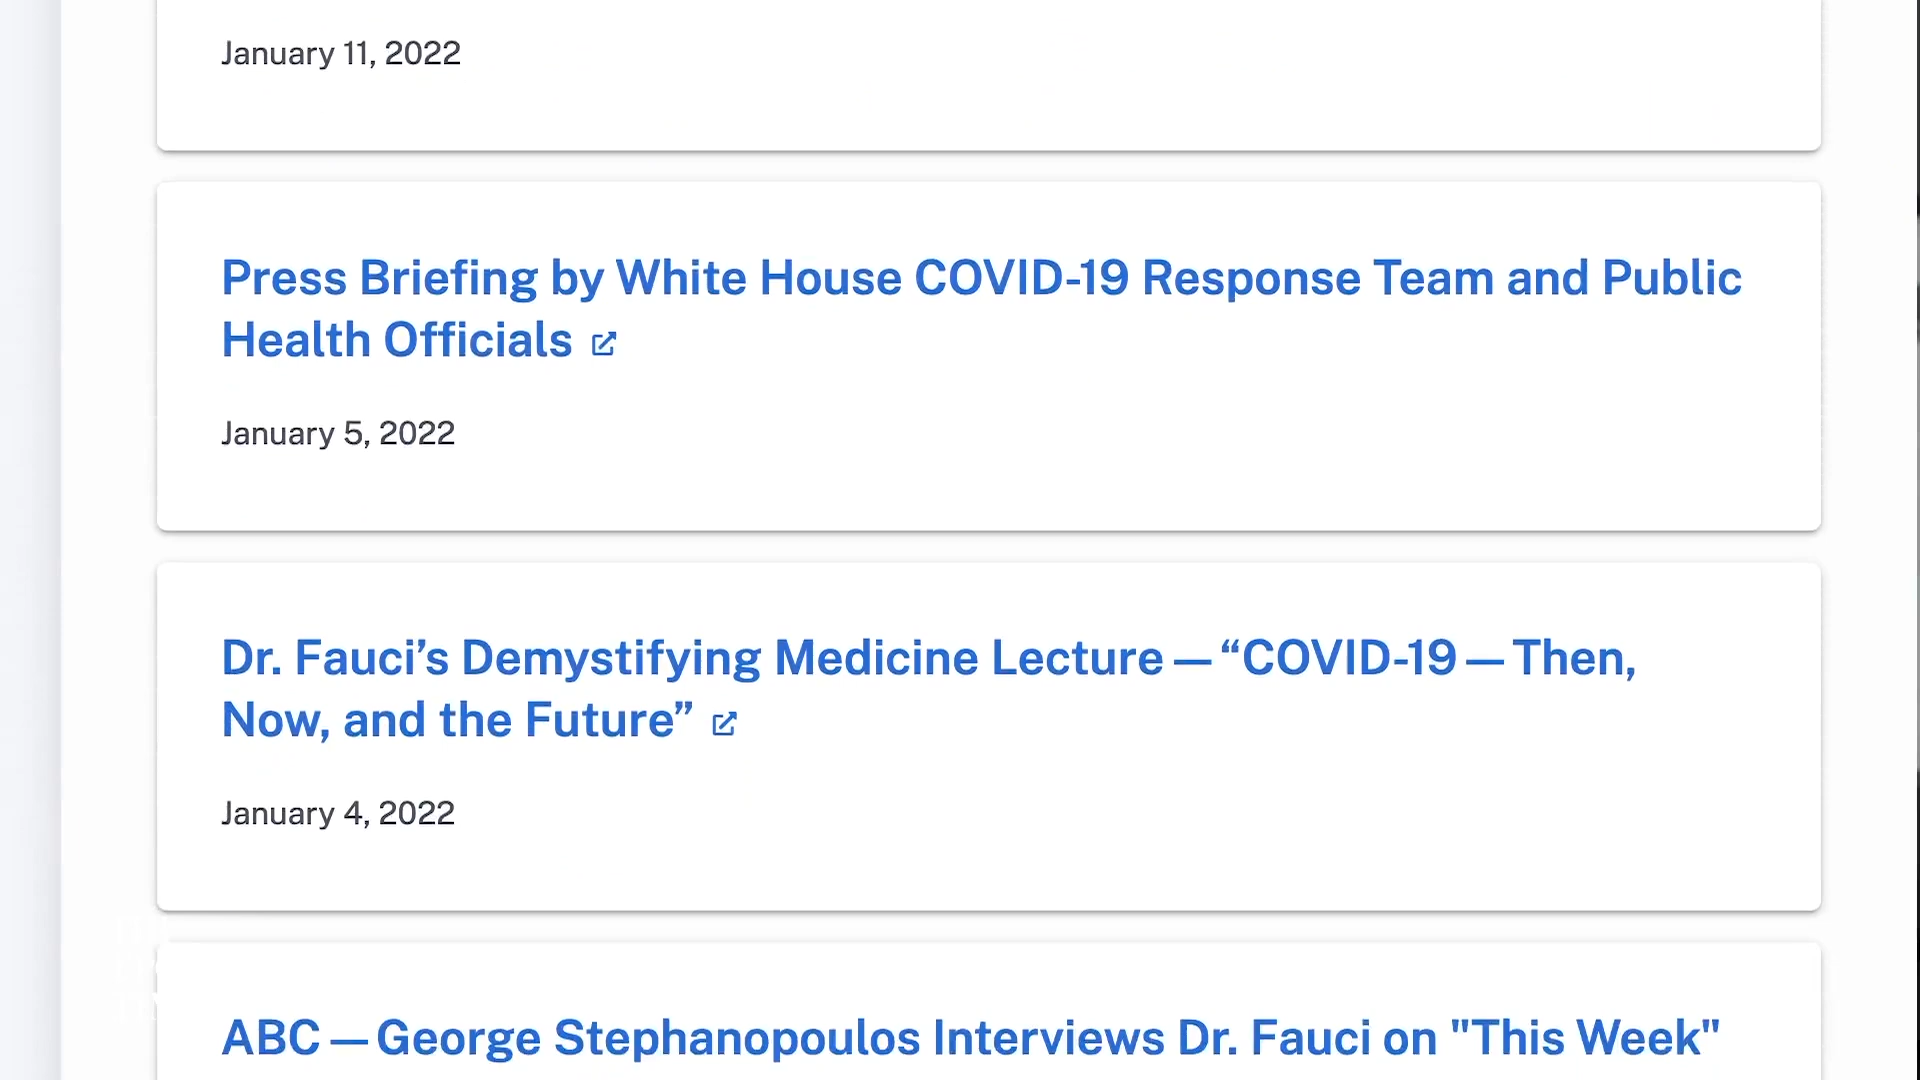 January 11, 2022
Press Briefing by White House COVID-19 Response Team and Public
Health Officials
January 5, 2022
Dr. Fauci’s Demystifying Medicine Lecture — “COVID-19 — Then,
Now, and the Future”
January 4, 2022
ABC — George Stephanopoulos Interviews Dr. Fauci on "This Week"